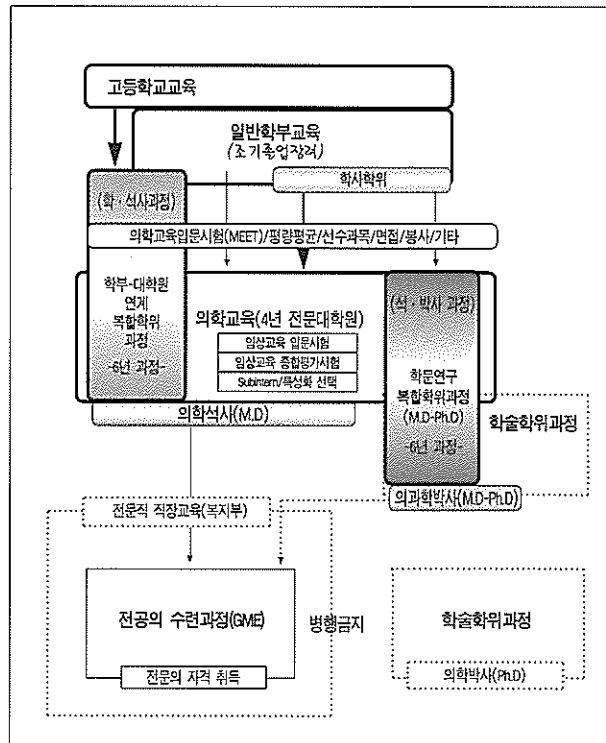 고등학교교육
일반학부교육
(조기졸업장려)
학사학위
(학·석사과정)
의학교육입문시험(MEET)/평량평균/선수과목/면접/봉사/기타
학부-대학원
연계
복합학위
과정
-6년 과정-
의학교육(4년 전문대학원)
임상교육 입문시험
임상교육 종합평가시험
Subintern/특성화 선택
(석·박사 과정)
학문연구
복합학위과정
(M.D-Ph.D)
-6년 과정-
의학석사(M.D)
학술학위과정
의과학박사(M.D-Ph.D)
전문직 직장교육(복지부)
전공의 수련과정(GME)
병행금지
학술학위과정
전문의 자격 취득
의학박사(Ph.D)